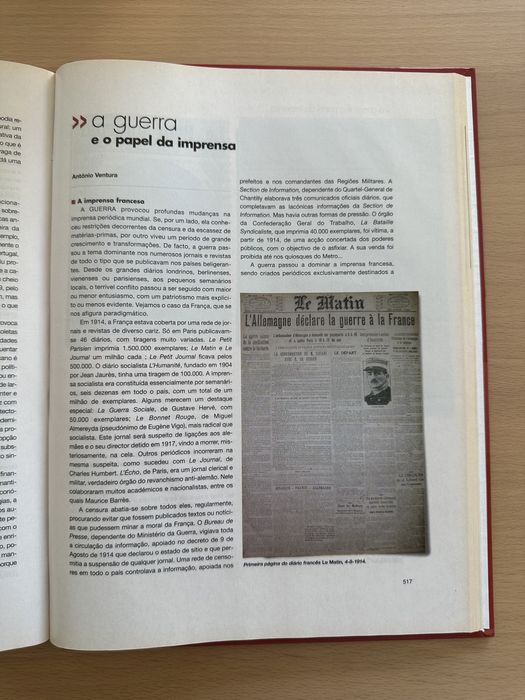 » a guerra
e o papel da imprensa
António Ventura
■ A imprensa francesa
A GUERRA provocou profundas mudanças na
imprensa periódica mundial. Se, por um lado, ela conhe-
ceu restrições decorrentes da censura e da escassez de
matérias-primas, por outro viveu um período de grande
crescimento e transformações. De facto, a guerra pas-
sou a tema dominante nos numerosos jornais e revistas
de todo o tipo que se publicavam nos países beligeran-
tes. Desde os grandes diários londrinos, berlinenses,
vienenses ou parisienses, aos pequenos semanários
locais, o terrível conflito passou a ser seguido com maior
ou menor entusiasmo, com um patriotismo mais explíci-
to ou menos evidente. Vejamos o caso da França, que se
nos afigura paradigmático.
Em 1914, a França estava coberta por uma rede de jor-
nais e revistas de diverso cariz. Só em Paris publicavam-
se 46 diários, com tiragens muito variadas. Le Petit
Parisien imprimia 1.500.000 exemplares; Le Matin e Le
Journal um milhão cada ; Le Petit Journal ficava pelos
500.000. O diário socialista L'Humanité, fundado em 1904
por Jean Jaurès, tinha uma tiragem de 100.000. A impren-
sa socialista era constituída essencialmente por semaná-
rios, seis dezenas em todo o país, com um total de um
milhão de exemplares. Alguns merecem um destaque
especial: La Guerra Sociale, de Gustave Hervé, com
50.000 exemplares; Le Bonnet Rouge, de Miguel
Almereyda (pseudónimo de Eugène Vigo), mais radical que
socialista. Este jornal será suspeito de ligações aos ale-
mães e o seu director detido em 1917, vindo a morrer, mis-
teriosamente, na cela. Outros periódicos incorreram na
mesma suspeita, como sucedeu com Le Journal, de
Charles Humbert. L'Écho, de Paris, era um jornal clerical e
militar, verdadeiro órgão do revanchismo anti-alemão. Nele
colaboraram muitos académicos e nacionalistas, entre os
quais Maurice Barrès.
A censura abatia-se sobre todos eles, regularmente,
procurando evitar que fossem publicados textos ou notíci-
as que pudessem minar a moral da França. O Bureau de
Presse, dependente do Ministério da Guerra, vigiava toda
a circulação da informação, apoiado no decreto de 9 de
Agosto de 1914 que declarou o estado de sítio e que per-
mitia a suspensão de qualquer jornal. Uma rede de censo-
res em todo o país controlava a informação, apoiada nos
prefeitos e nos comandantes das Regiões Militares. A
Section de Information, dependente do Quartel-General de
Chantilly elaborava três comunicados oficiais diários, que
completavam as lacónicas informações da Section de
Information. Mas havia outras formas de pressão. O órgão
da Confederação Geral do Trabalho, La Bataille
Syndicaliste, que imprimia 40.000 exemplares, foi vítima, a
partir de 1914, de uma acção concertada dos poderes
públicos, com o objectivo de o asfixiar. A sua venda foi
proibida até nos quiosques do Metro...
A guerra passou a dominar a imprensa francesa,
sendo criados periódicos exclusivamente destinados a
Le Matin
L'Allemagne déclare la guerre à la France
LE DÉPART
Primeira página do diário francês Le Matin, 4-8-1914.
517